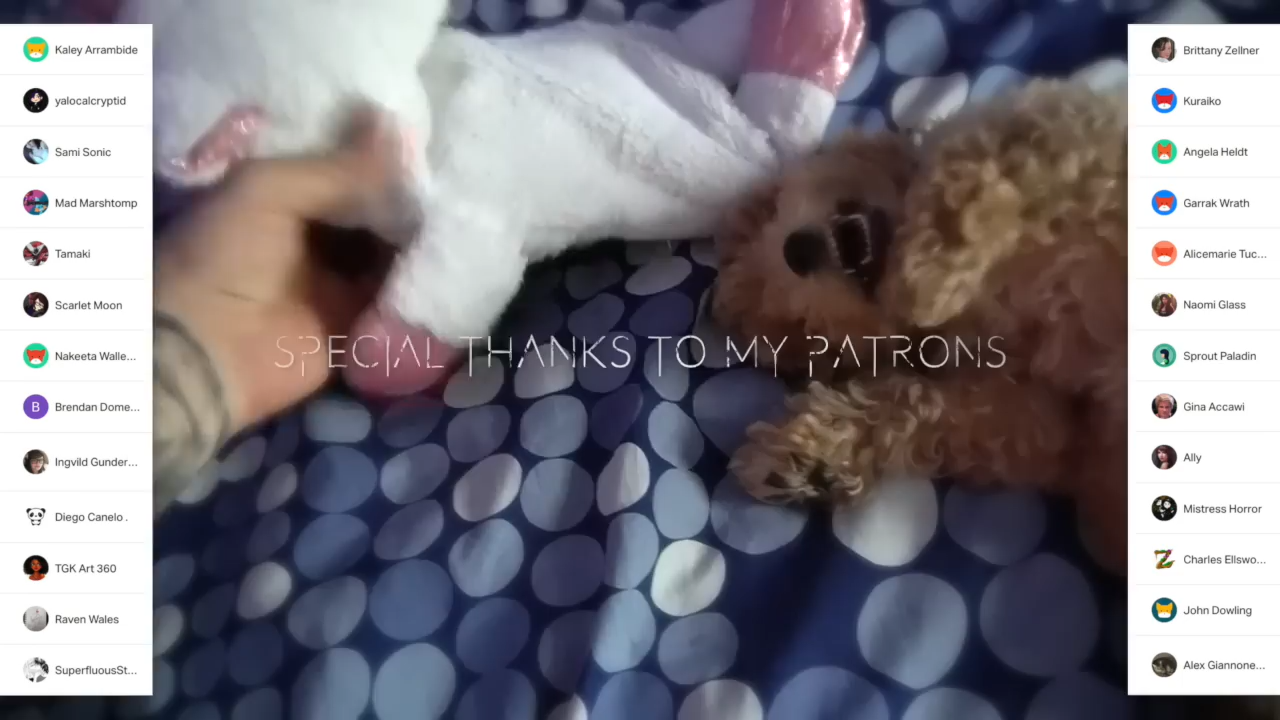 Kaley Arrambide
yalocalcryptid
Sami Sonic
Mad Marshtomp
Tamaki
Scarlet Moon
Nakeeta Walle...
B
Brendan Dome...
Ingvild Gunder...
Diego Canelo .
TGK Art 360
Raven Wales
SuperfluousSt...
SPECIAL THANKS TO MY PATRONS
Brittany Zellner
Kuraiko
Angela Heldt
Garrak Wrath
Alicemarie Tuc...
Naomi Glass
Sprout Paladin
Gina Accawi
Ally
Mistress Horror
Charles Ellswo...
John Dowling
Alex Giannone...